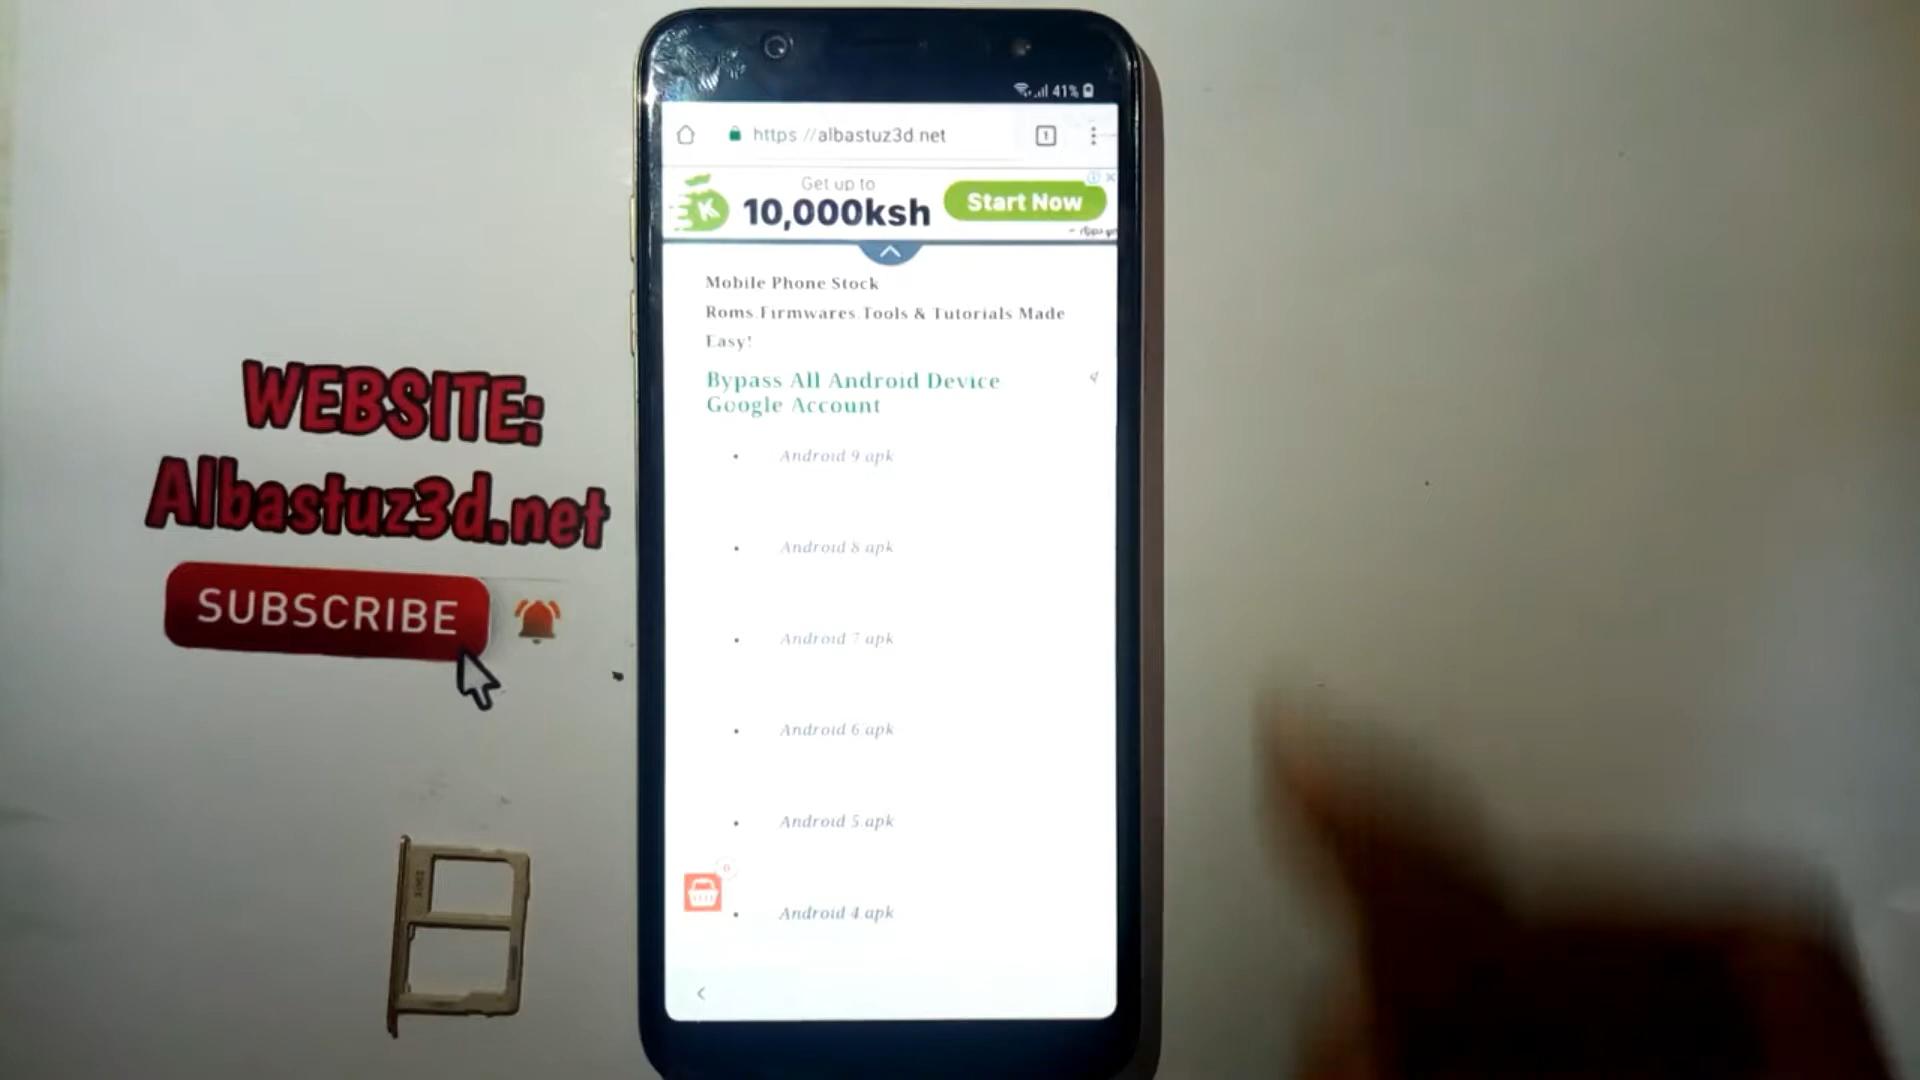 41%
1
https://albastuz3d.net
Get up to
10,000ksh
Start Now
K
Mobile Phone Stock
Roms.Firmwares.Tools & Tutorials Made
Easy!
Bypass All Android Device
Google Account
Android 9 apk
Android 8 apk
Android 7 apk
Android 6 apk
Android 5 apk
0
Android 4 apk
WEBSITE:
Albastuz3d.net
SUBSCRIBE